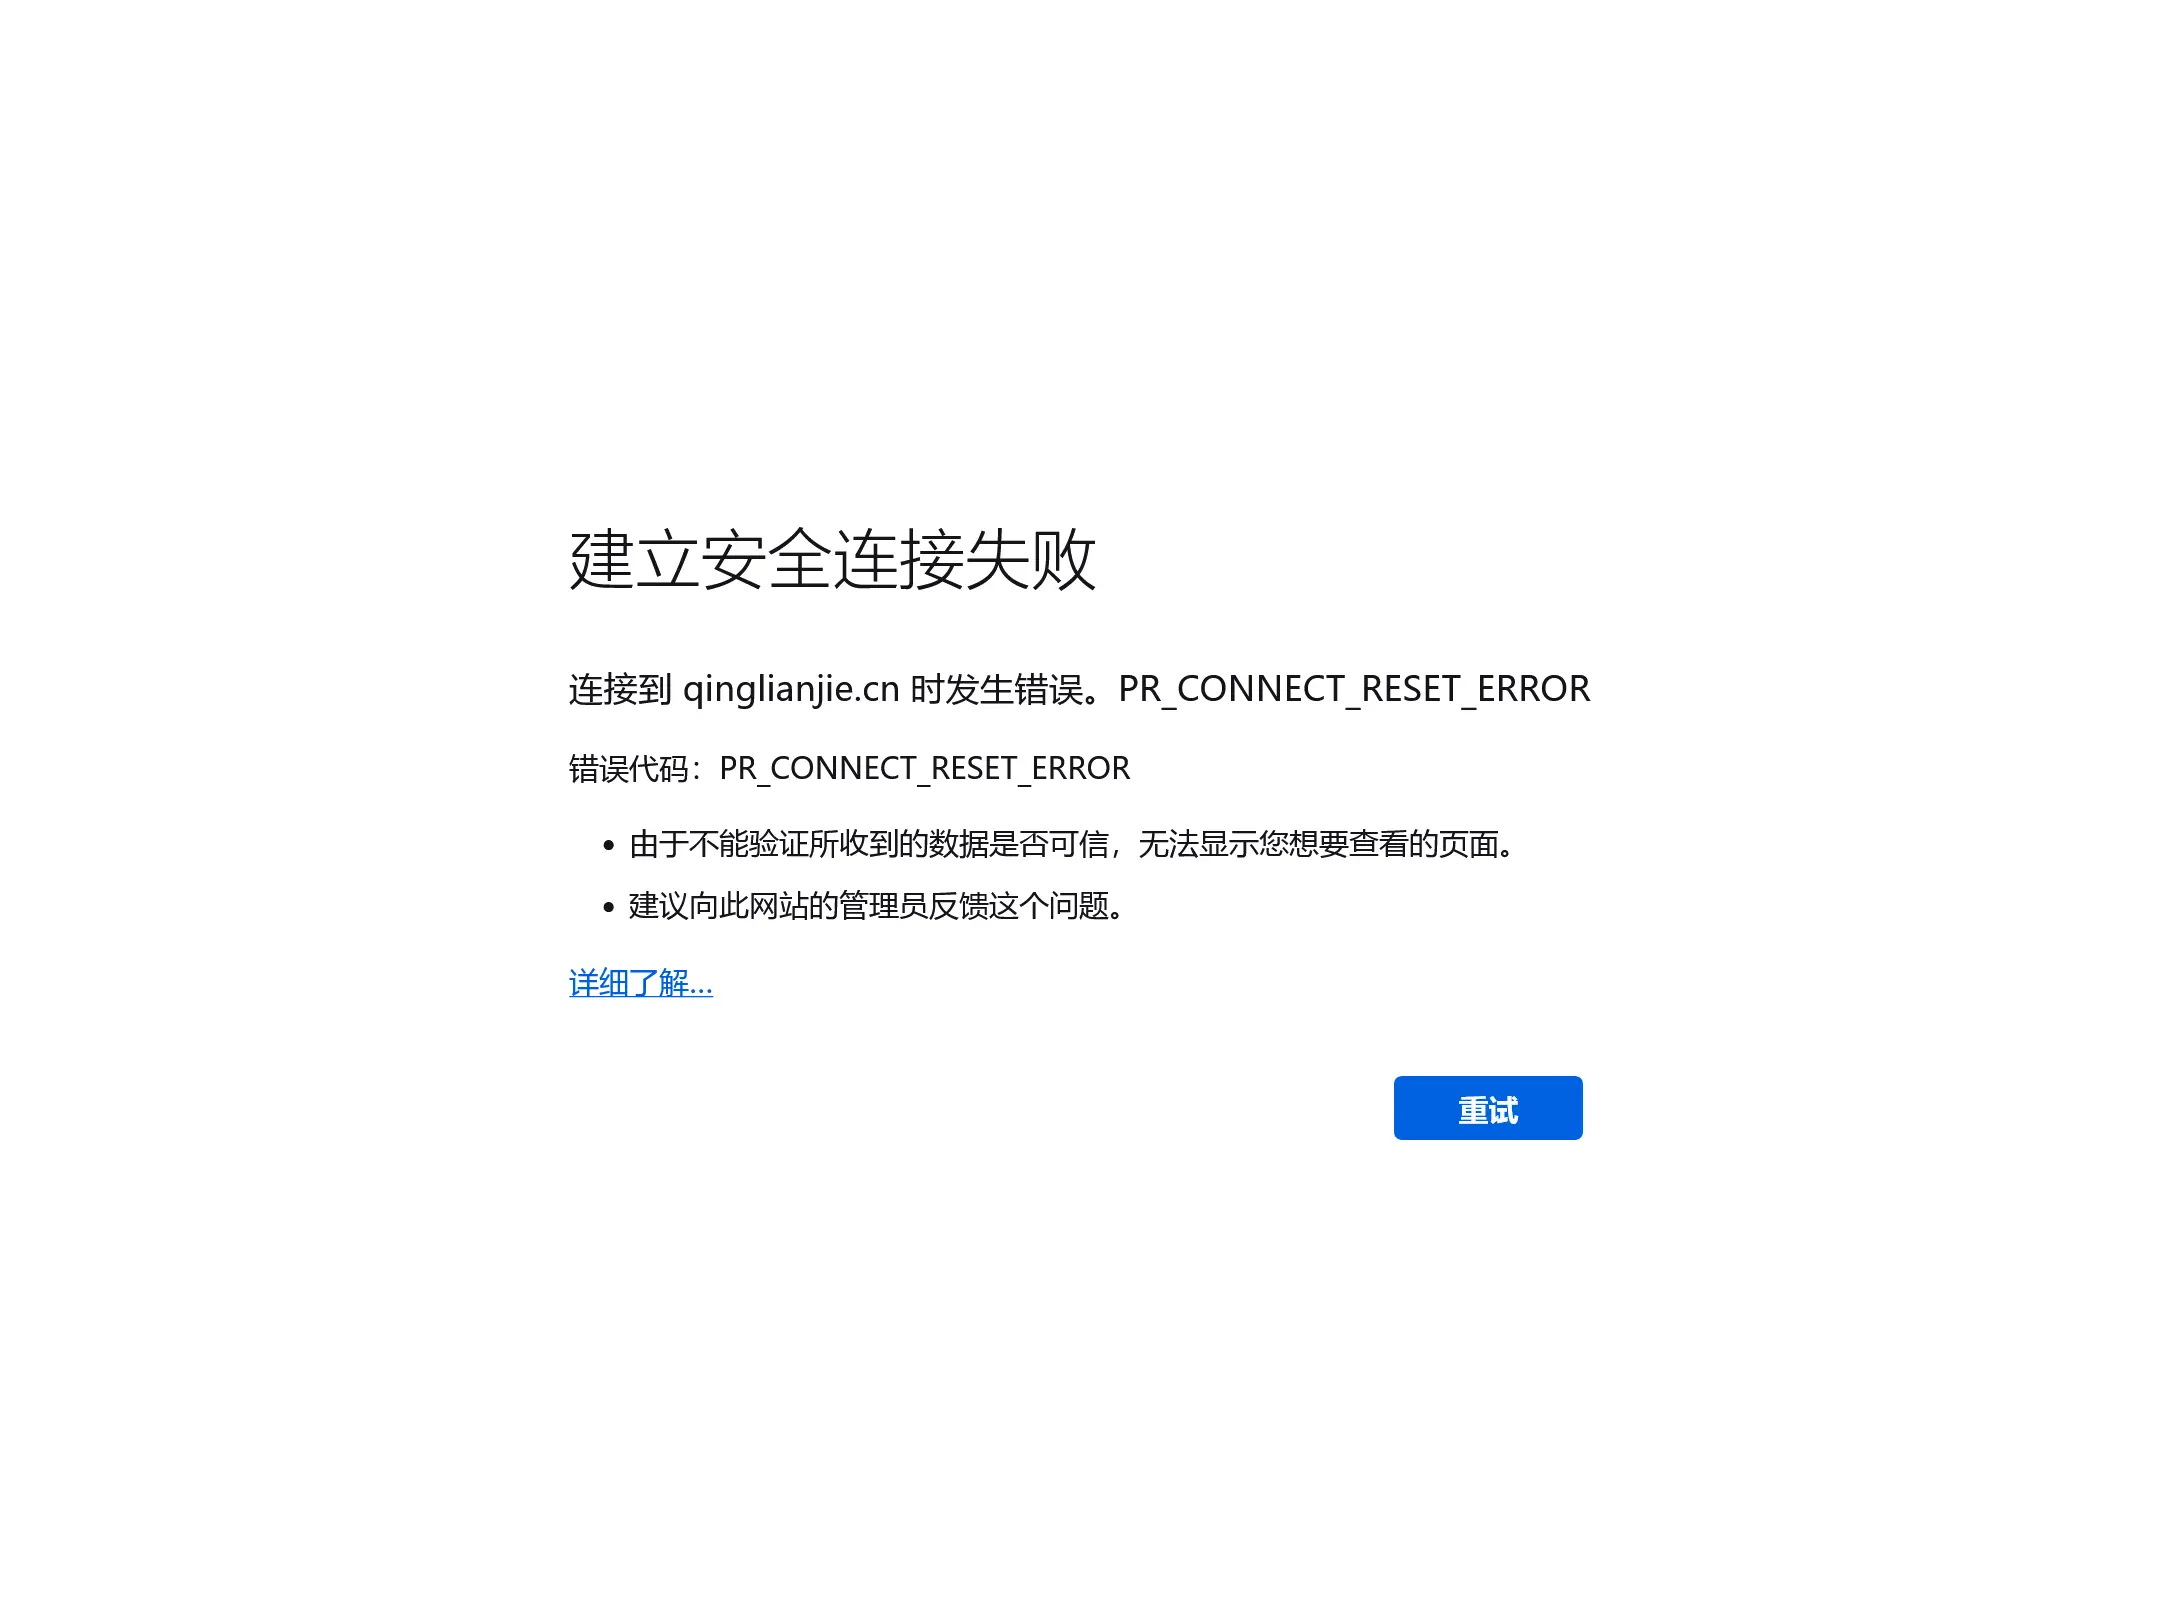 建立安全连接失败
连接到 qinglianjie.cn 时发生错误。PR_CONNECT_RESET_ERROR
错误代码：PR_CONNECT_RESET_ERROR
• 由于不能验证所收到的数据是否可信，无法显示您想要查看的页面。
• 建议向此网站的管理员反馈这个问题。
详细了解...
重试